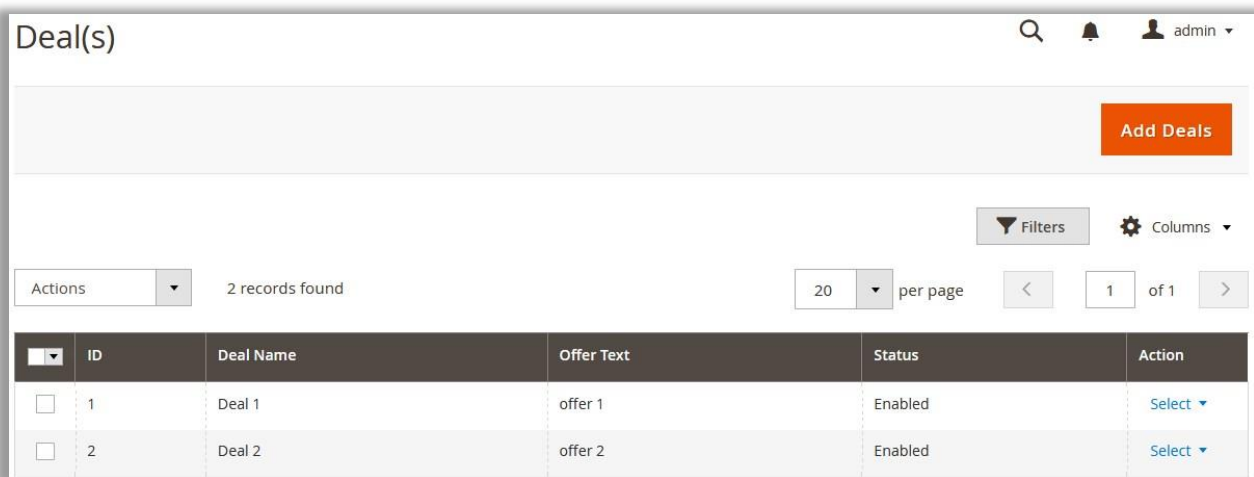 Deal(s)
admin
Add Deals
Filters
Columns
Actions
2 records found
20
per page
1
of 1
ID Deal Name Offer Text Status Action
1 Deal 1 offer 1 Enabled Select
2 Deal 2 offer 2 Enabled Select